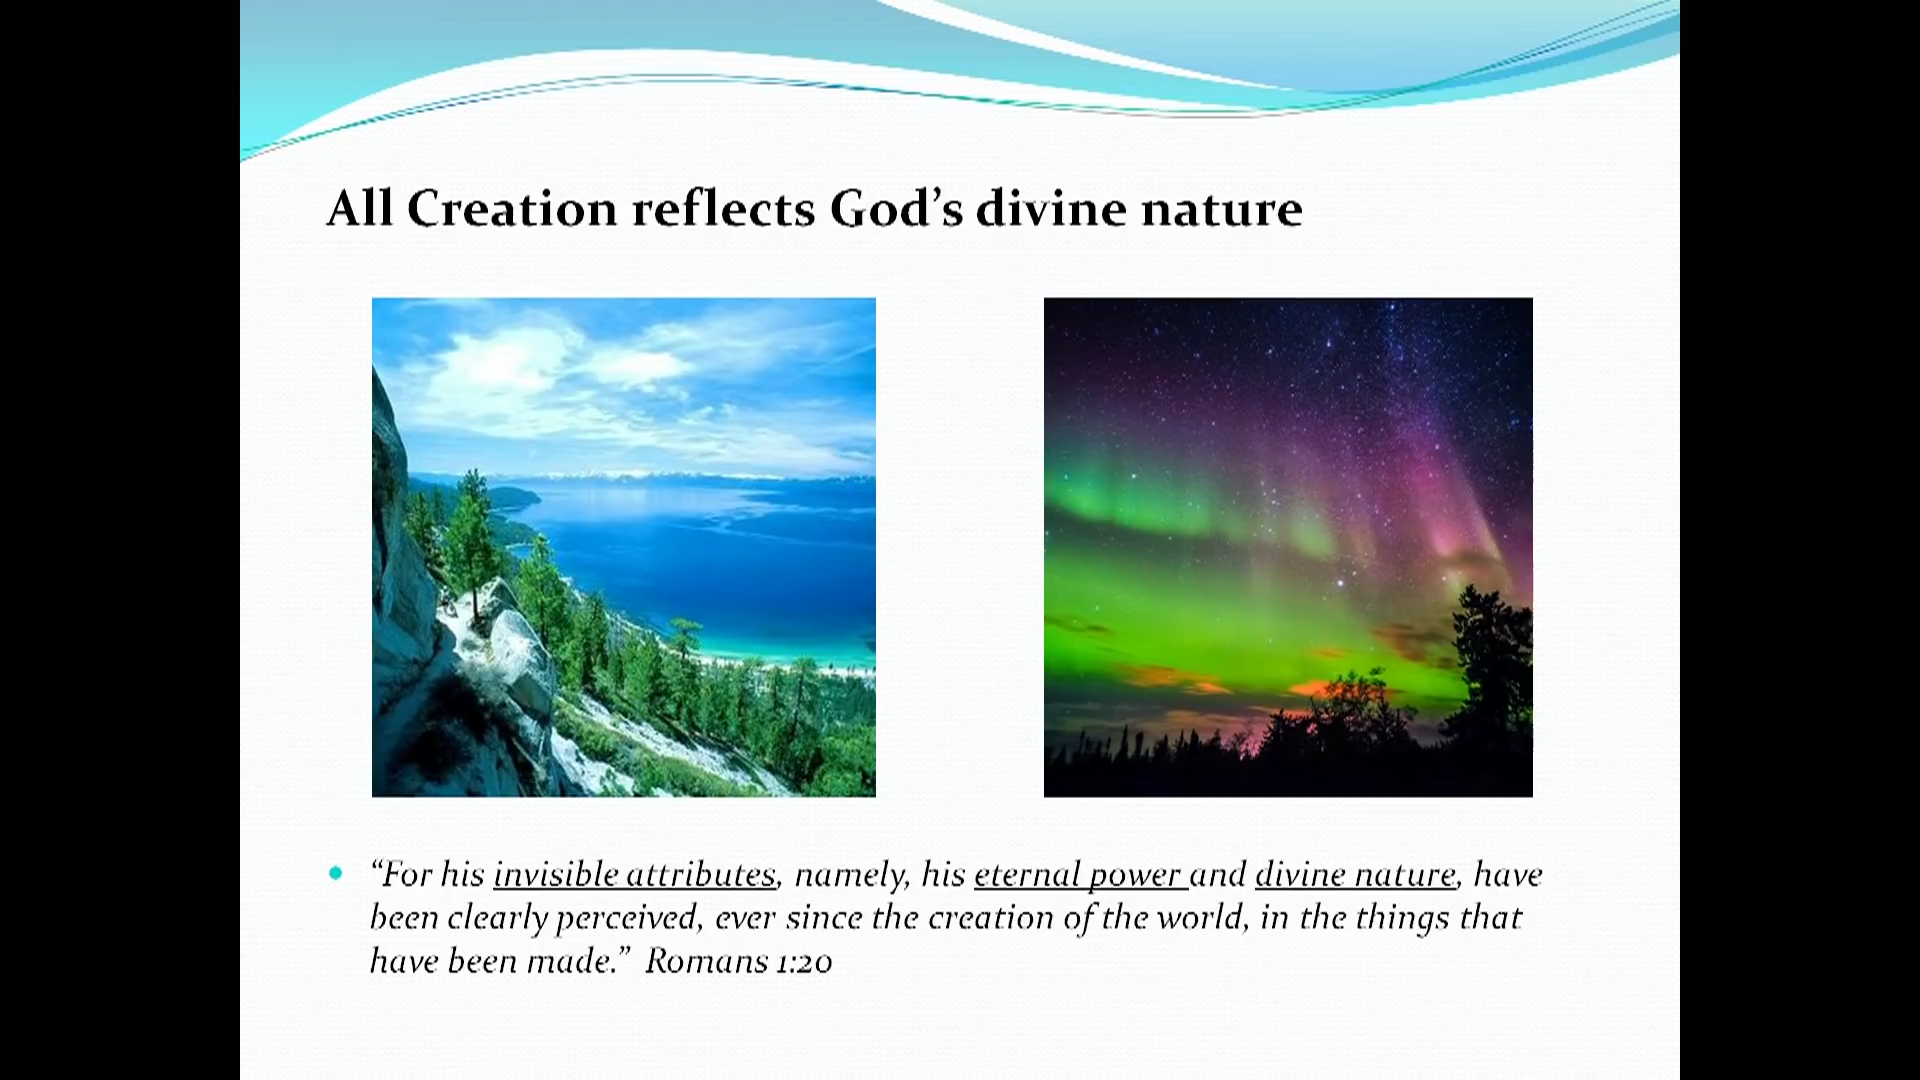 All Creation reflects God’s divine nature
“For his invisible attributes, namely, his eternal power and divine nature, have
been clearly perceived, ever since the creation of the world, in the things that
have been made.” Romans 1:20